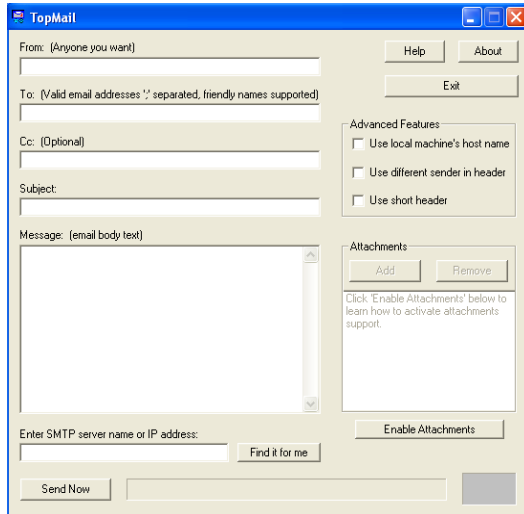 TopMail
From: (Anyone you want)
Help
About
Exit
To: (Valid email addresses ';' separated, friendly names supported)
Cc: (Optional)
Subject:
Message: (email body text)
Advanced Features
Use local machine's host name
Use different sender in header
Use short header
Attachments
Add
Remove
Click 'Enable Attachments' below to
learn how to activate attachments
support.
Enable Attachments
Enter SMTP server name or IP address:
Find it for me
Send Now